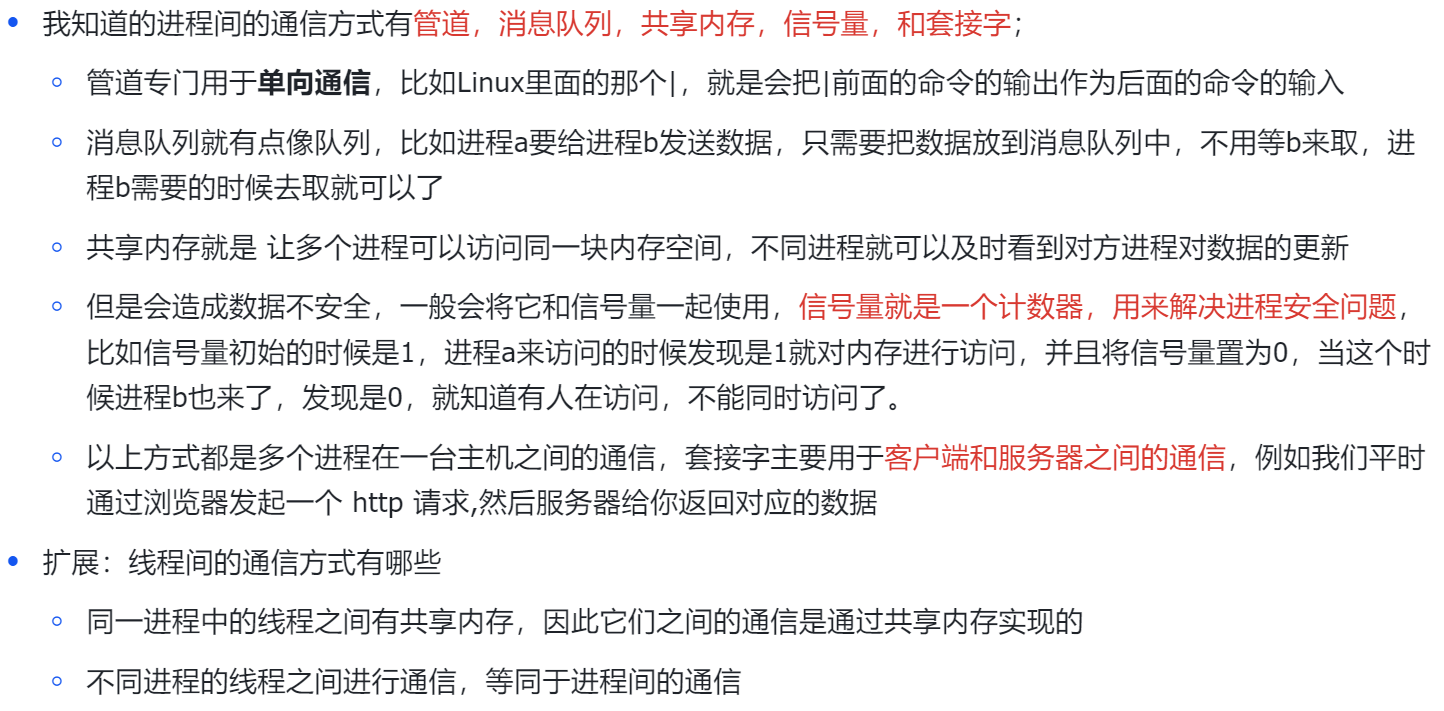 我知道的进程间的通信方式有管道，消息队列，共享内存，信号量，和套接字；
管道专门用于单向通信，比如Linux里面的那个|，就是会把|前面的命令的输出作为后面的命令的输入
消息队列就有点像队列，比如进程a要给进程b发送数据，只需要把数据放到消息队列中，不用等b来取，进
程b需要的时候去取就可以了
共享内存就是 让多个进程可以访问同一块内存空间，不同进程就可以及时看到对方进程对数据的更新
但是会造成数据不安全，一般会将它和信号量一起使用，信号量就是一个计数器，用来解决进程安全问题，
比如信号量初始的时候是1，进程a来访问的时候发现是1就对内存进行访问，并且将信号量置为0，当这个时
候进程b也来了，发现是0，就知道有人在访问，不能同时访问了。
以上方式都是多个进程在一台主机之间的通信，套接字主要用于客户端和服务器之间的通信，例如我们平时
通过浏览器发起一个 http 请求,然后服务器给你返回对应的数据
扩展：线程间的通信方式有哪些
同一进程中的线程之间有共享内存，因此它们之间的通信是通过共享内存实现的
不同进程的线程之间进行通信，等同于进程间的通信